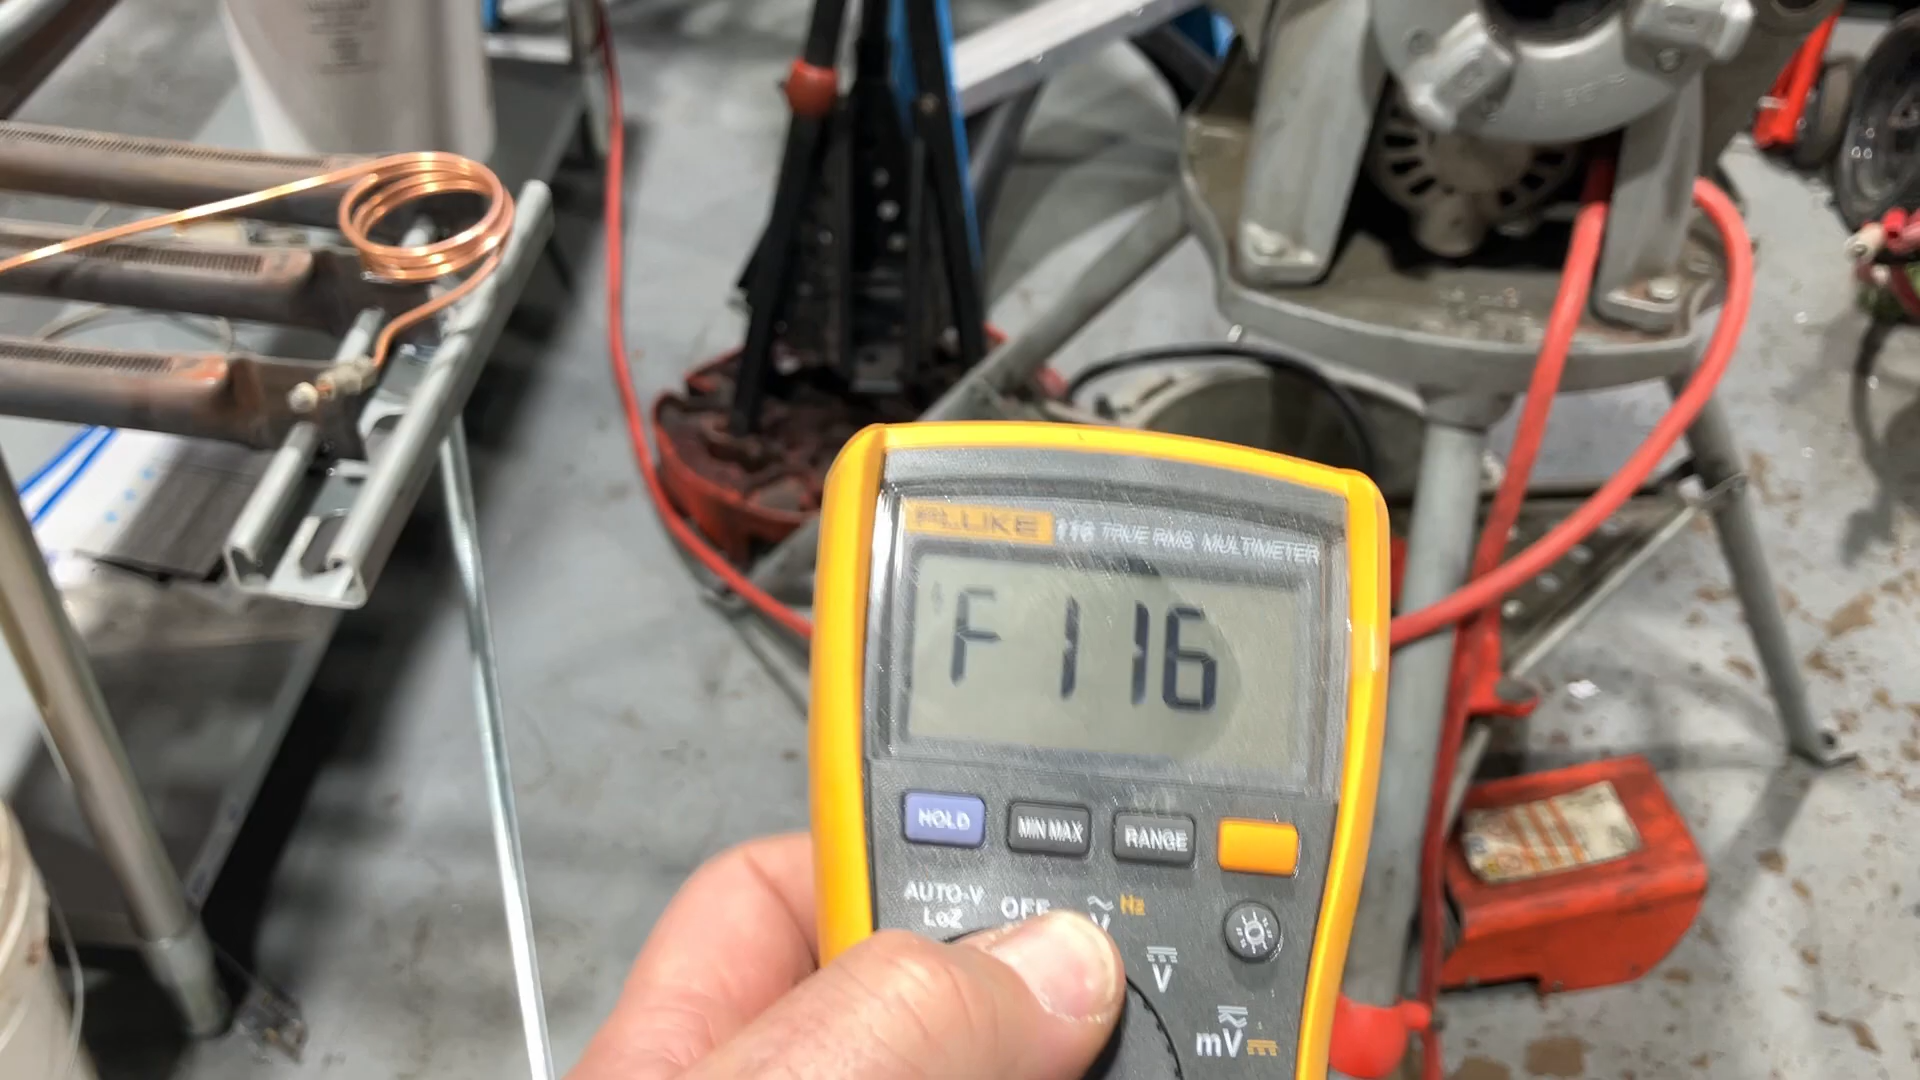 FLUKE 116 TRUE RMS MULTIMETER
F 116
HOLD
MIN MAX
RANGE
AUTO-V
LoZ
OFF
Hz
V
V
mV